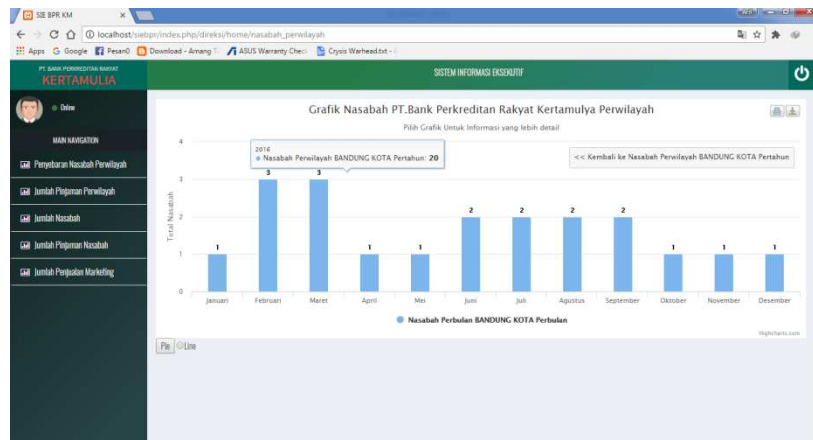 SIE BPR KM
localhost/siebpr/index.php/direksi/home/nasabah_perwilayah
Apps Google Pesan0 Download - Amang ASUS Warranty Chec Crysis Warhead.txt -
PT. BANK PERKREDITAN RAKYAT
KERTAMULIA
SISTEM INFORMASI EKSEKUTIF
Online
MAIN NAVIGATION
Penyebaran Nasabah Perwilayah
Jumlah Pinjaman Perwilayah
Jumlah Nasabah
Jumlah Pinjaman Nasabah
Jumlah Penjualan Marketing
Grafik Nasabah PT.Bank Perkreditan Rakyat Kertamulya Perwilayah
Pilih Grafik Untuk Informasi yang lebih detail
2016
Nasabah Perwilayah BANDUNG KOTA Pertahun: 20
<< Kembali ke Nasabah Perwilayah BANDUNG KOTA Pertahun
Total Nasabah
4
3
2
1
0
1 3 3 1 1 2 2 2 2 1 1 1
Januari Februari Maret April Mei Juni Juli Agustus September Oktober November Desember
Nasabah Perbulan BANDUNG KOTA Perbulan
Highcharts.com
Pie Line